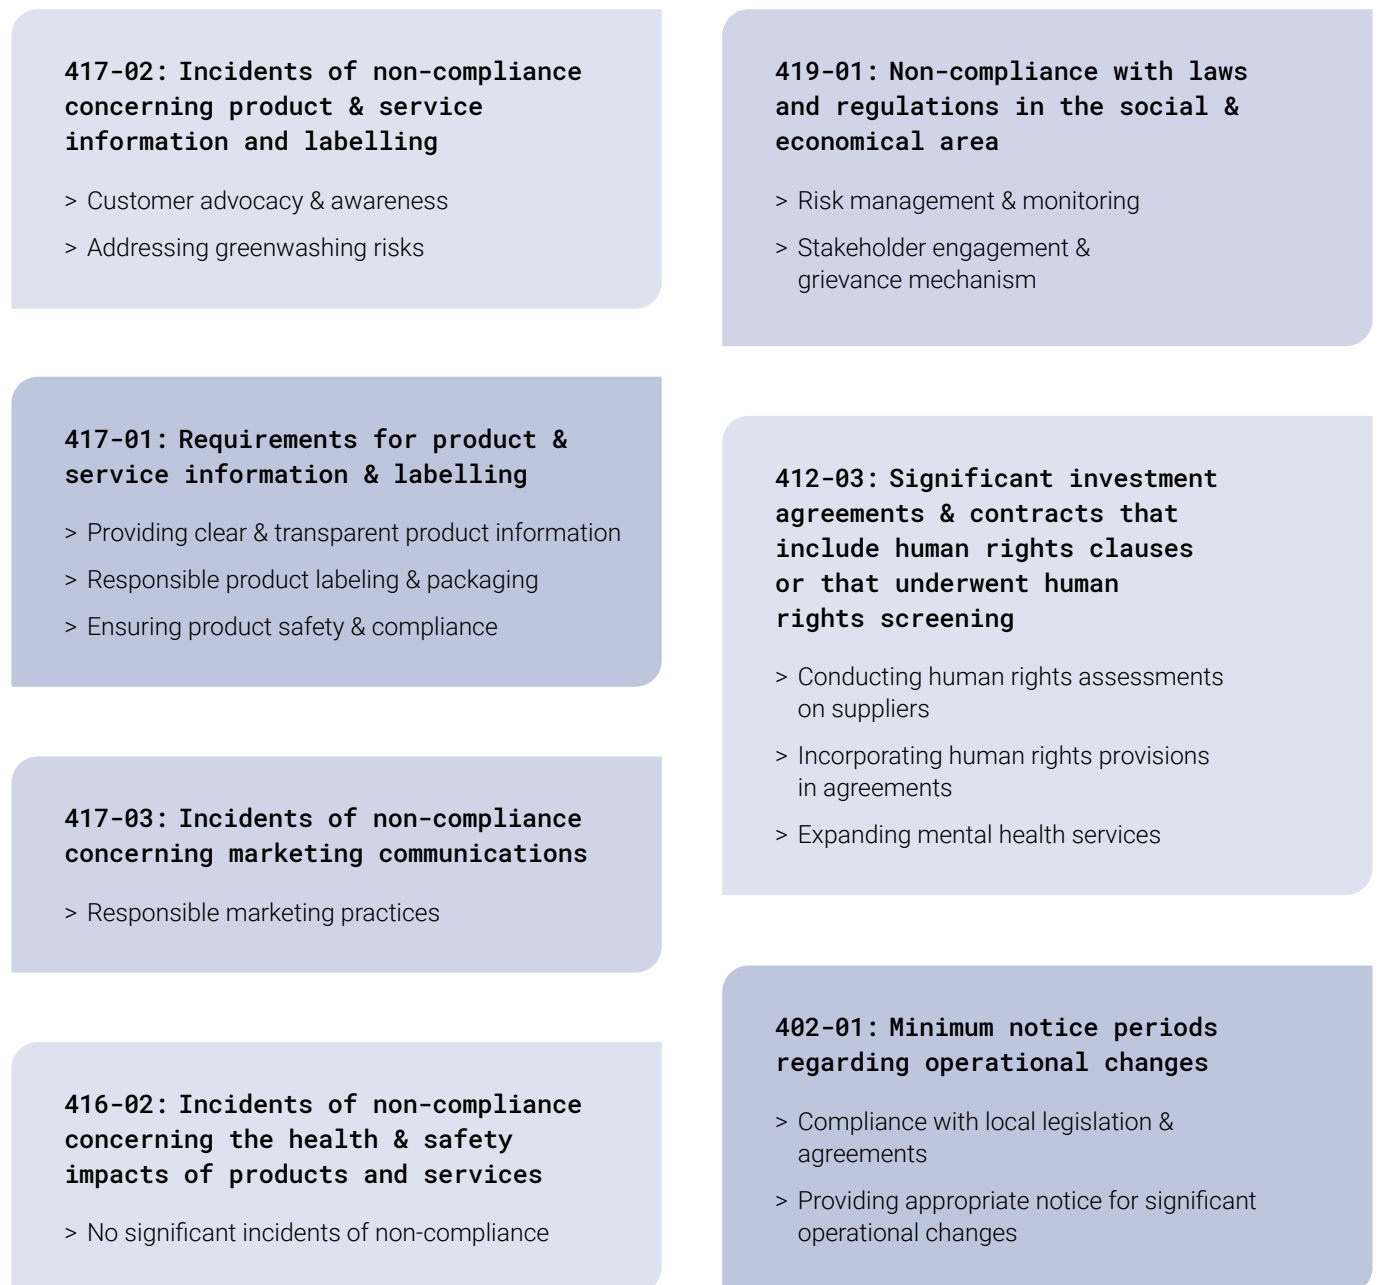 417-02: Incidents of non-compliance
concerning product & service
information and labelling
> Customer advocacy & awareness
> Addressing greenwashing risks
417-01: Requirements for product &
service information & labelling
> Providing clear & transparent product information
> Responsible product labeling & packaging
> Ensuring product safety & compliance
417-03: Incidents of non-compliance
concerning marketing communications
> Responsible marketing practices
416-02: Incidents of non-compliance
concerning the health & safety
impacts of products and services
> No significant incidents of non-compliance
419-01: Non-compliance with laws
and regulations in the social &
economical area
> Risk management & monitoring
> Stakeholder engagement &
grievance mechanism
412-03: Significant investment
agreements & contracts that
include human rights clauses
or that underwent human
rights screening
> Conducting human rights assessments
on suppliers
> Incorporating human rights provisions
in agreements
> Expanding mental health services
402-01: Minimum notice periods
regarding operational changes
> Compliance with local legislation &
agreements
> Providing appropriate notice for significant
operational changes